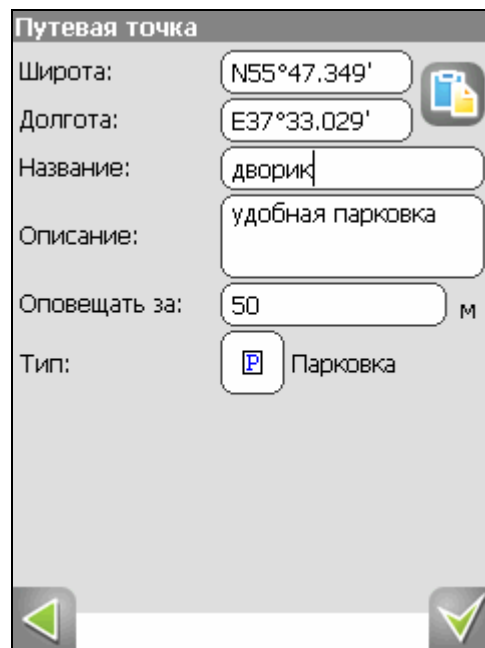 Путевая точка
Широта: N55°47.349'
Долгота: E37°33.029'
Название: дворик
Описание: удобная парковка
Оповещать за: 50 м
Тип: P Парковка